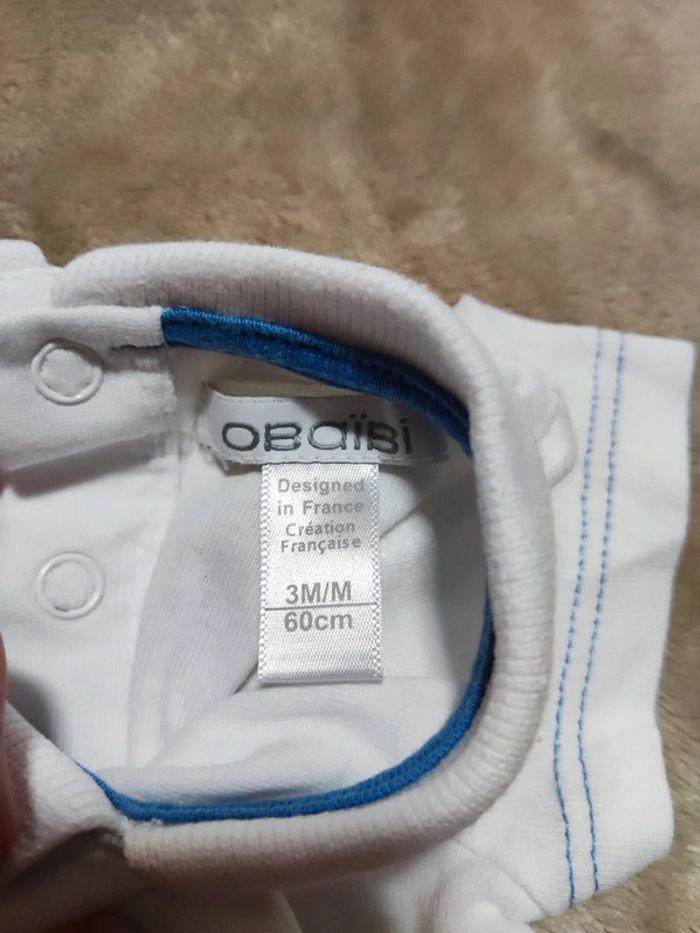 OBaïBi
Designed
in France
Création
Française
3M/M
60cm